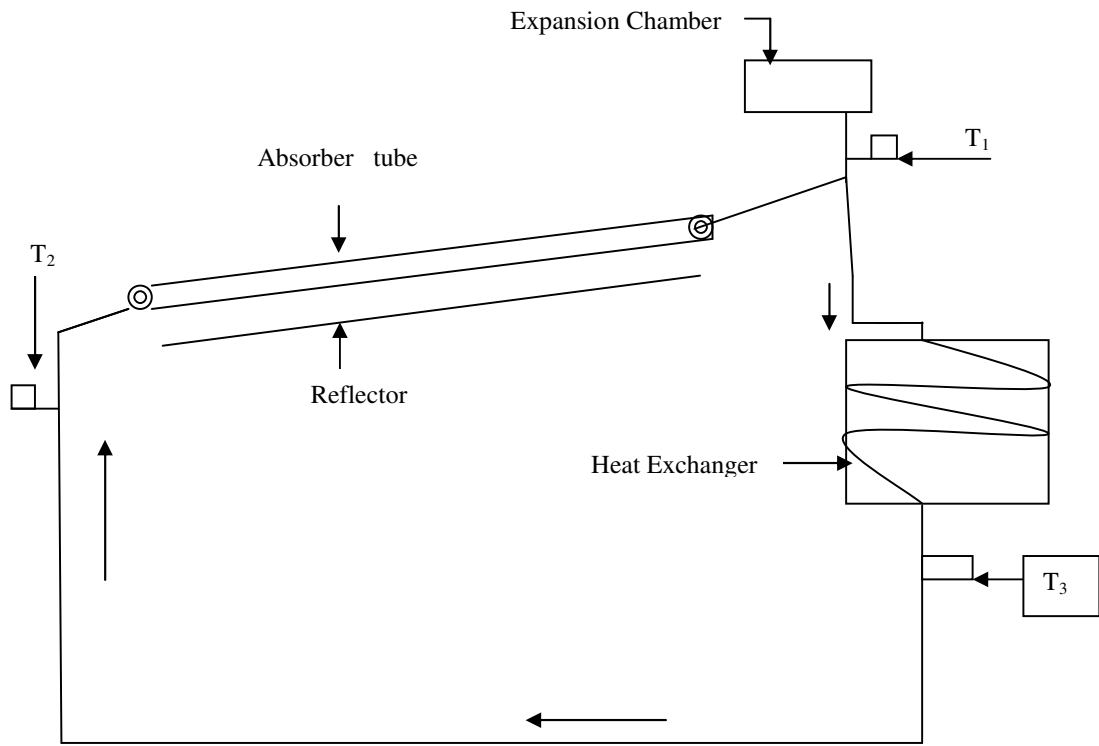 Expansion Chamber
T₁
Absorber tube
T₂
Reflector
Heat Exchanger
T₃